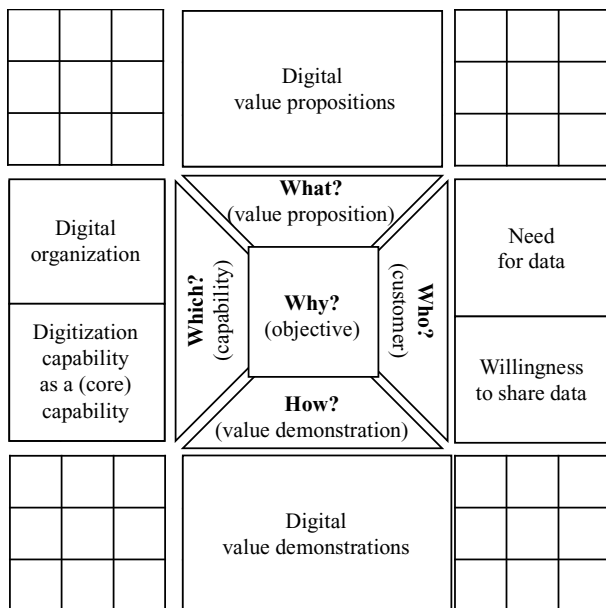 Digital
value propositions
What?
(value proposition)
Digital
organization
Digitization
capability
as a (core)
capability
Which?
(capability)
Why?
(objective)
Who?
(customer)
Need
for data
Willingness
to share data
How?
(value demonstration)
Digital
value demonstrations